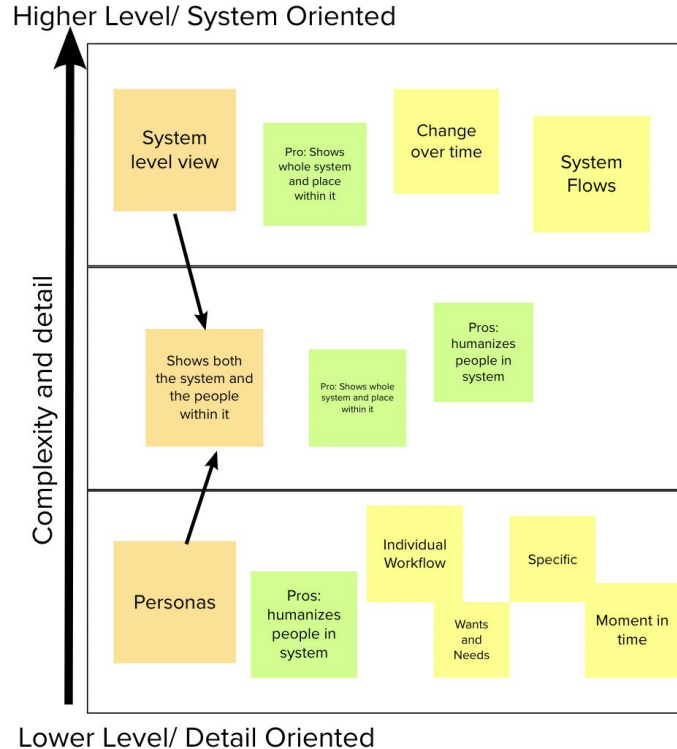 Higher Level/ System Oriented
System
level view
Pro: Shows
whole system
and place
within it
Change
over time
System
Flows
Complexity and detail
Shows both
the system and
the people
within it
Pro: Shows whole
system and place
within it
Pros:
humanizes
people in
system
Personas
Pros:
humanizes
people in
system
Individual
Workflow
Wants
and
Needs
Specific
Moment in
time
Lower Level/ Detail Oriented